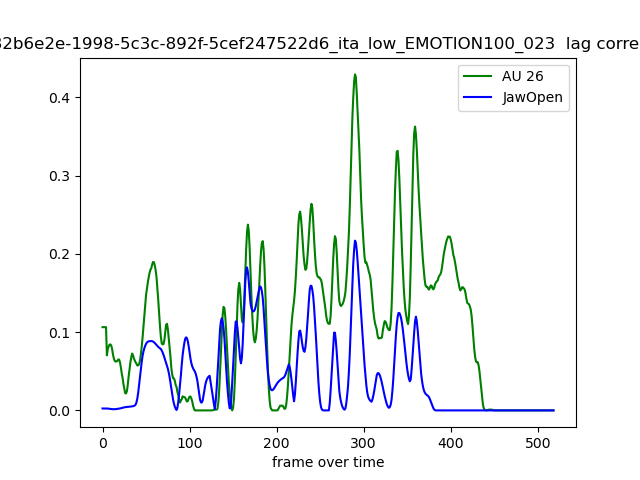 32b6e2e-1998-5c3c-892f-5cef247522d6_ita_low_EMOTION100_023 lag corre
AU 26
JawOpen
0.4
0.3
0.2
0.1
0.0
0 100 200 300 400 500
frame over time